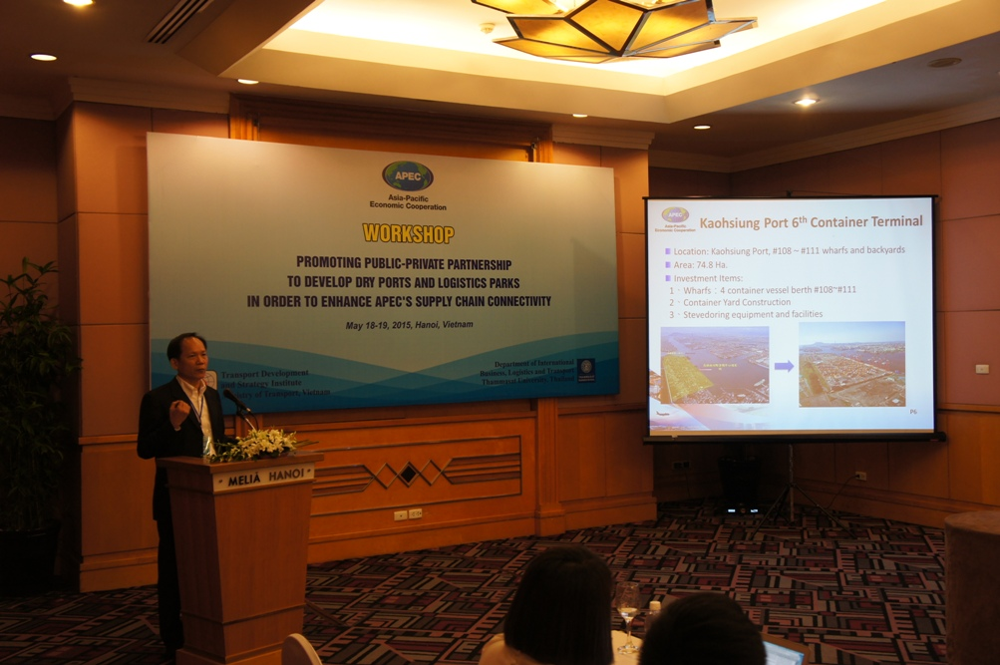 APEC
Asia-Pacific
Economic Cooperation
WORKSHOP
PROMOTING PUBLIC-PRIVATE PARTNERSHIP
TO DEVELOP DRY PORTS AND LOGISTICS PARKS
IN ORDER TO ENHANCE APEC'S SUPPLY CHAIN CONNECTIVITY
May 18-19, 2015, Hanoi, Vietnam
Transport Development
and Strategy Institute
of Transport, Vietnam
Department of International
Business, Logistics and Transport
Thammasat University, Thailand
MELIÃ HANOI
APEC
Asia-Pacific
Economic Cooperation
Kaohsiung Port 6th Container Terminal
Location: Kaohsiung Port, #108 ~ #111 wharfs and backyards
Area: 74.8 Ha.
Investment Items:
1、Wharfs：4 container vessel berth #108~#111
2、Container Yard Construction
3、Stevedoring equipment and facilities
P6